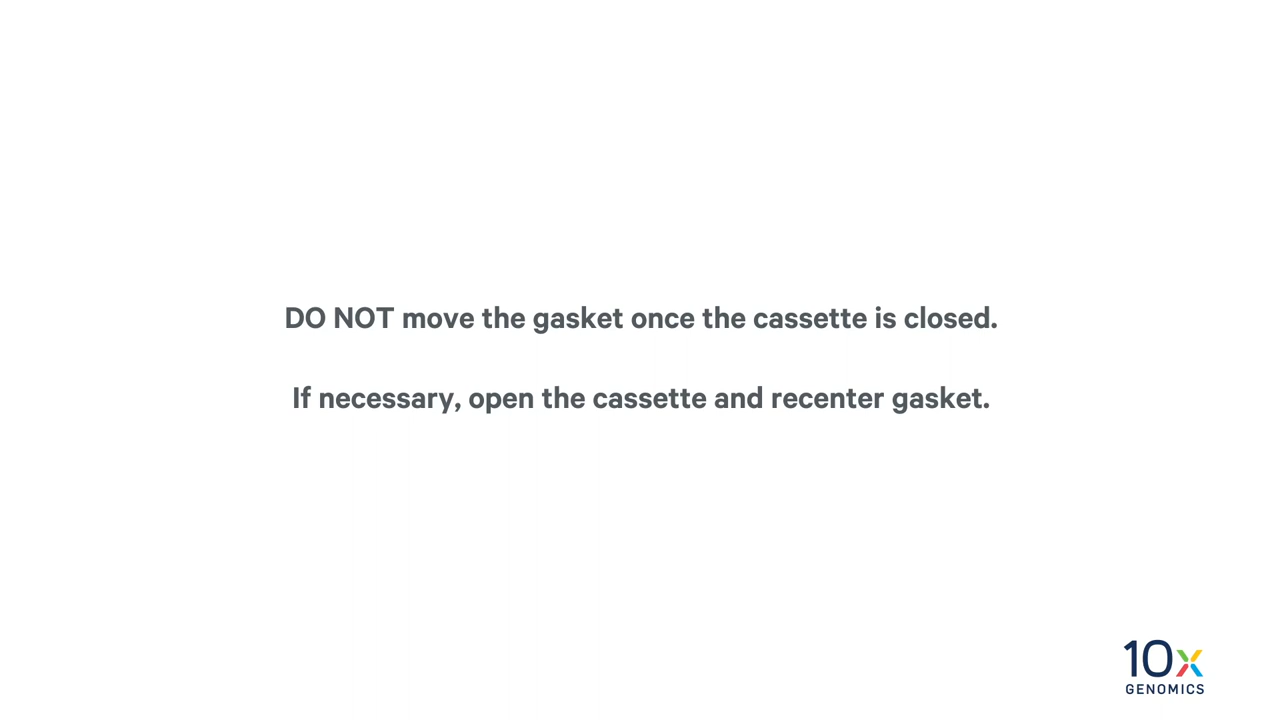 DO NOT move the gasket once the cassette is closed.
If necessary, open the cassette and recenter gasket.
10x
GENOMICS